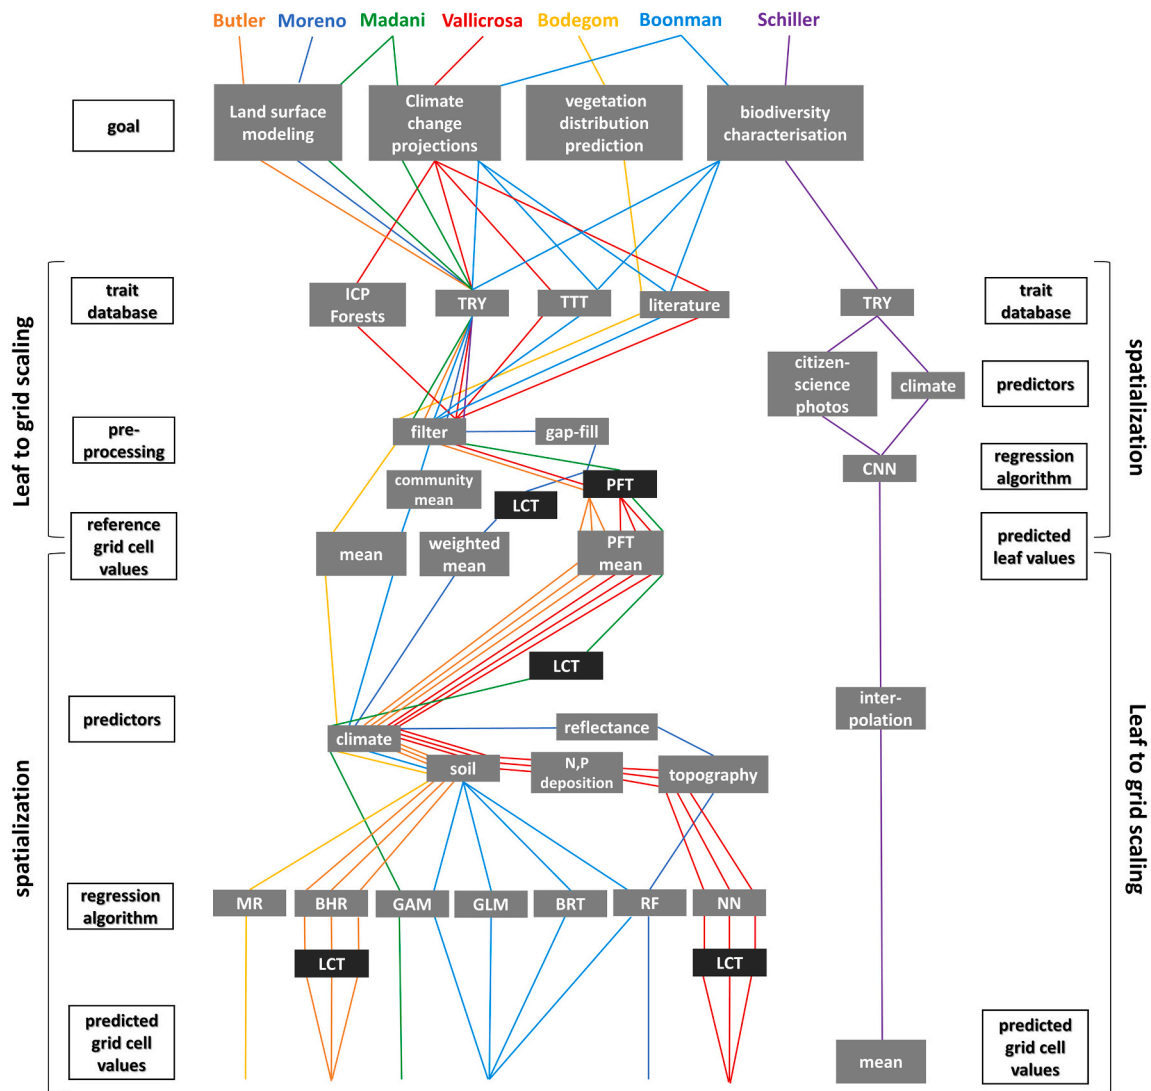 Butler Moreno Madani Vallicrosa Bodegom Boonman Schiller
goal
Land surface
modeling
Climate
change
projections
vegetation
distribution
prediction
biodiversity
characterisation
Leaf to grid scaling
trait
database
ICP
Forests
TRY
TTT
literature
TRY
trait
database
spatialization
citizen-
science
photos
climate
predictors
pre-
processing
filter
gap-fill
CNN
regression
algorithm
community
mean
LCT
PFT
reference
grid cell
values
mean
weighted
mean
PFT
mean
predicted
leaf values
spatialization
LCT
predictors
climate
reflectance
soil
N,P
deposition
topography
inter-
polation
Leaf to grid scaling
regression
algorithm
MR
BHR
GAM
GLM
BRT
RF
NN
LCT
LCT
predicted
grid cell
values
mean
predicted
grid cell
values